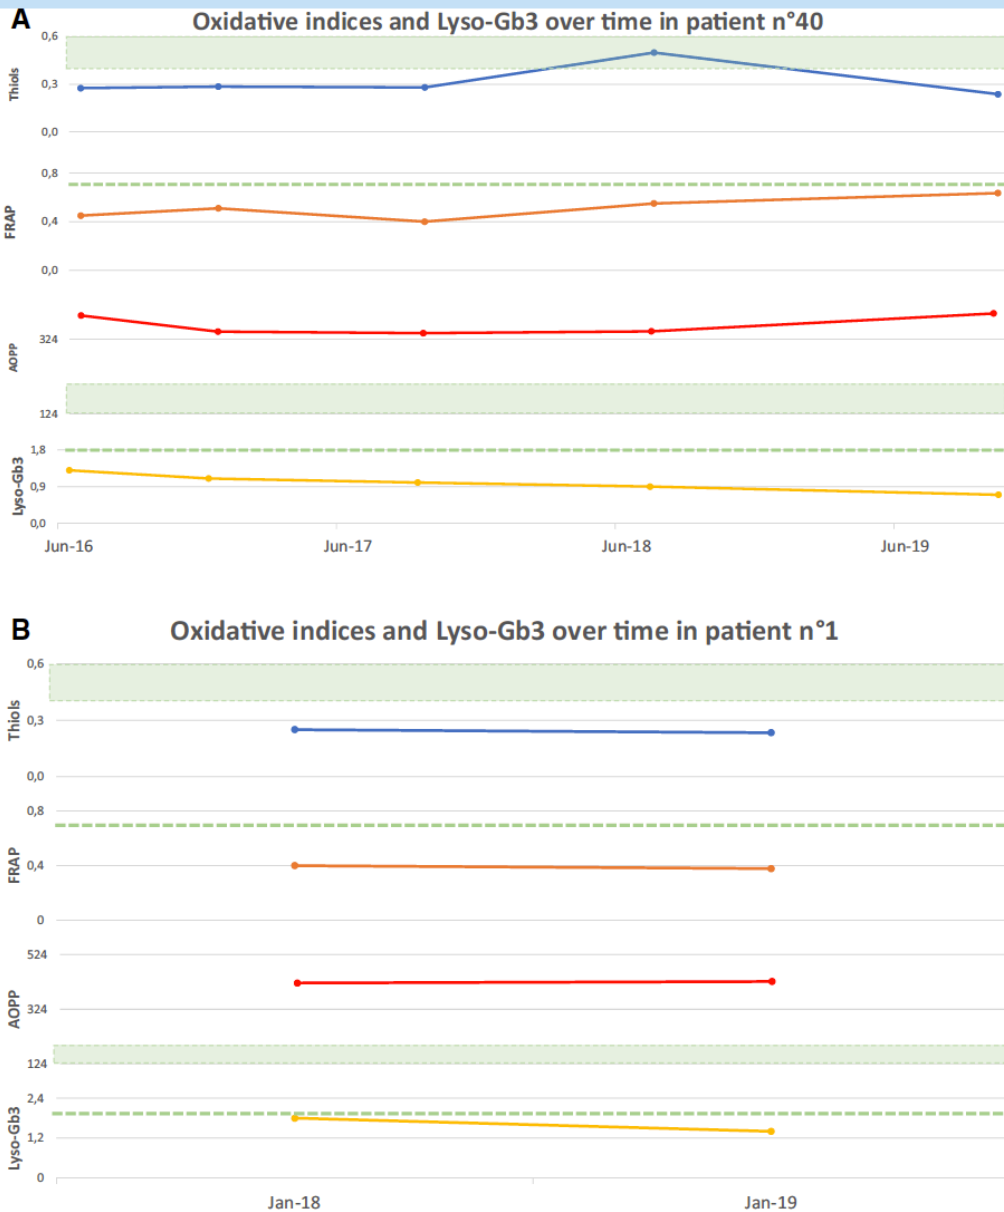 A
Oxidative indices and Lyso-Gb3 over time in patient n°40
Thiols
0,6
0,3
0,0
FRAP
0,8
0,4
0,0
AOPP
324
124
Lyso-Gb3
1,8
0,9
0,0
Jun-16 Jun-17 Jun-18 Jun-19
B
Oxidative indices and Lyso-Gb3 over time in patient n°1
Thiols
0,6
0,3
0,0
FRAP
0,8
0,4
0
AOPP
524
324
124
Lyso-Gb3
2,4
1,2
0
Jan-18 Jan-19